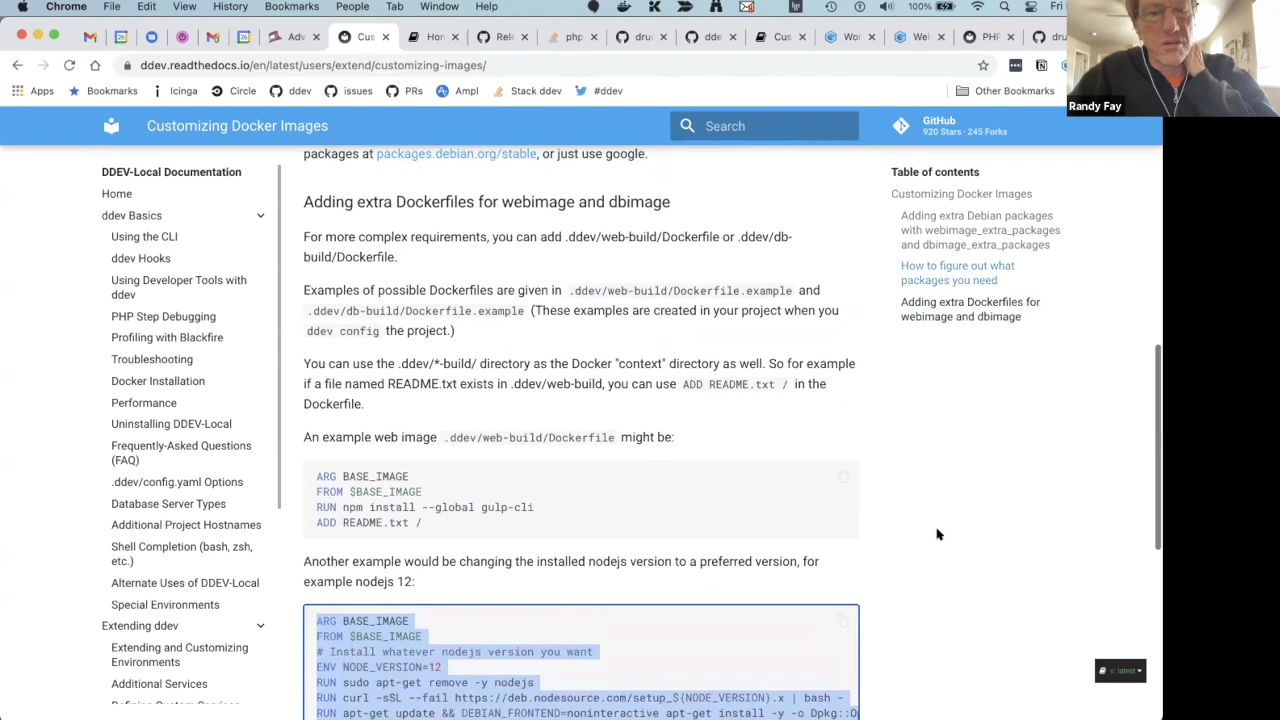 Chrome File Edit View History Bookmarks People Tab Window Help 100% Fri
Adv Cus Hor Rele php dru dde Cus Wor Wel PHP dru
ddev.readthedocs.io/en/latest/users/extend/customizing-images/
Apps Bookmarks Icinga Circle ddev issues PRs Ampl Stack ddev #ddev Other Bookmarks
Randy Fay
Customizing Docker Images Search GitHub
920 Stars · 245 Forks
DDEV-Local Documentation
Home
ddev Basics
Using the CLI
ddev Hooks
Using Developer Tools with
ddev
PHP Step Debugging
Profiling with Blackfire
Troubleshooting
Docker Installation
Performance
Uninstalling DDEV-Local
Frequently-Asked Questions
(FAQ)
.ddev/config.yaml Options
Database Server Types
Additional Project Hostnames
Shell Completion (bash, zsh,
etc.)
Alternate Uses of DDEV-Local
Special Environments
Extending ddev
Extending and Customizing
Environments
Additional Services
packages at packages.debian.org/stable, or just use google.
Adding extra Dockerfiles for webimage and dbimage
For more complex requirements, you can add .ddev/web-build/Dockerfile or .ddev/db-
build/Dockerfile.
Examples of possible Dockerfiles are given in .ddev/web-build/Dockerfile.example and
.ddev/db-build/Dockerfile.example (These examples are created in your project when you
ddev config the project.)
You can use the .ddev/*-build/ directory as the Docker "context" directory as well. So for example
if a file named README.txt exists in .ddev/web-build, you can use ADD README.txt / in the
Dockerfile.
An example web image .ddev/web-build/Dockerfile might be:
ARG BASE_IMAGE
FROM $BASE_IMAGE
RUN npm install --global gulp-cli
ADD README.txt /
Another example would be changing the installed nodejs version to a preferred version, for
example nodejs 12:
ARG BASE_IMAGE
FROM $BASE_IMAGE
# Install whatever nodejs version you want
ENV NODE_VERSION=12
RUN sudo apt-get remove -y nodejs
RUN curl -sSL --fail https://deb.nodesource.com/setup_${NODE_VERSION}.x | bash -
RUN apt-get update && DEBIAN_FRONTEND=noninteractive apt-get install -y -o Dpkg::O
Table of contents
Customizing Docker Images
Adding extra Debian packages
with webimage_extra_packages
and dbimage_extra_packages
How to figure out what
packages you need
Adding extra Dockerfiles for
webimage and dbimage
v: latest